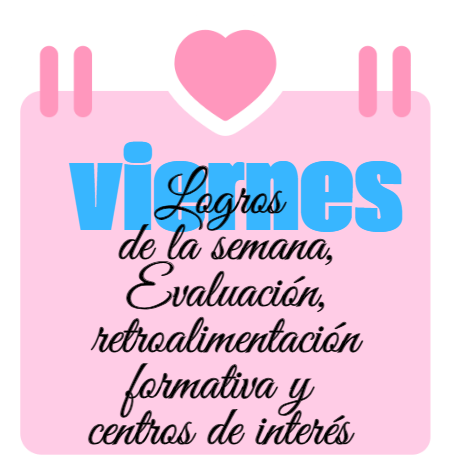 viernes
Logros
de la semana,
Evaluación,
retroalimentación
formativa y
centros de interés